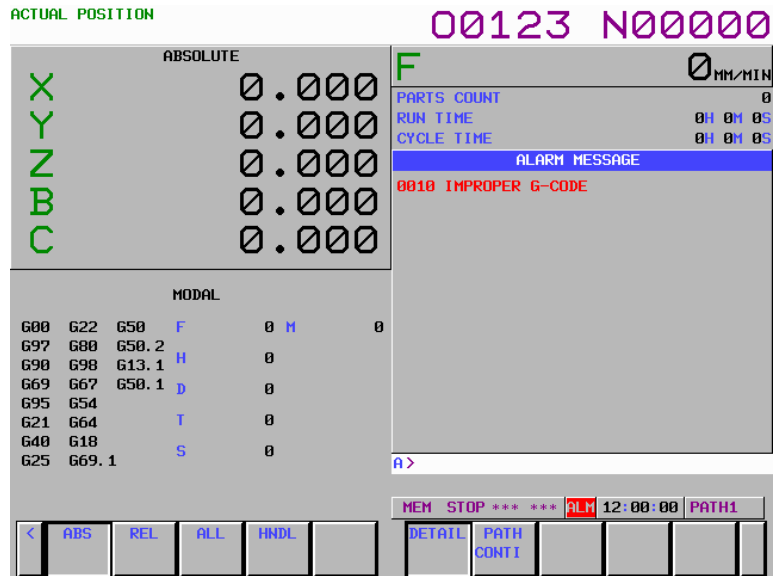 ACTUAL POSITION
O0123 N00000
ABSOLUTE
X 0.000
Y 0.000
Z 0.000
B 0.000
C 0.000
F 0 MM/MIN
PARTS COUNT 0
RUN TIME 0H 0M 0S
CYCLE TIME 0H 0M 0S
ALARM MESSAGE
0010 IMPROPER G-CODE
MODAL
G00 G22 G50 F 0 M 0
G97 G80 G50.2
G90 G98 G13.1 H 0
G69 G67 G50.1 D 0
G95 G54
G21 G64 T 0
G40 G18
G25 G69.1 S 0
A>
MEM STOP *** *** ALM 12:00:00 PATH1
< ABS REL ALL HNDL DETAIL PATH
CONTI